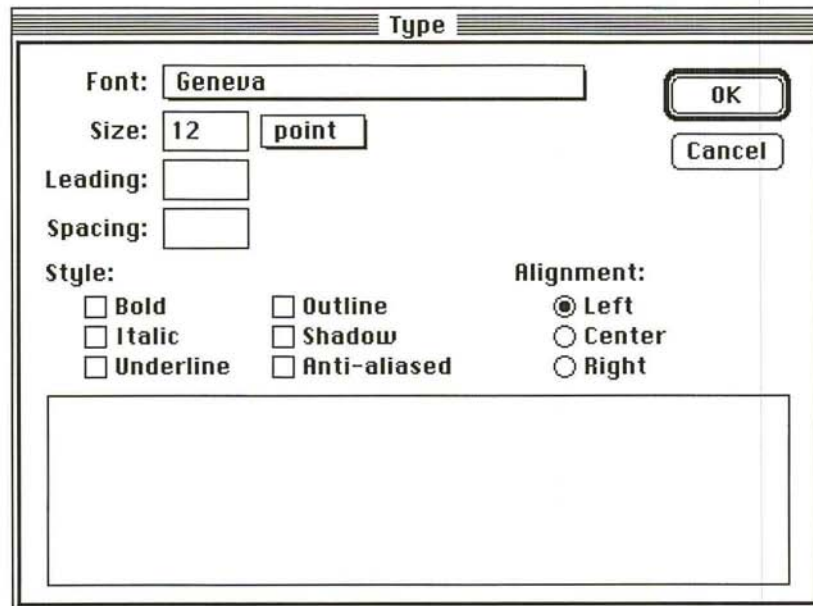 Type
Font: Geneva
OK
Size: 12 point
Cancel
Leading:
Spacing:
Style:
Alignment:
Bold
Outline
Left
Italic
Shadow
Center
Underline
Anti-aliased
Right